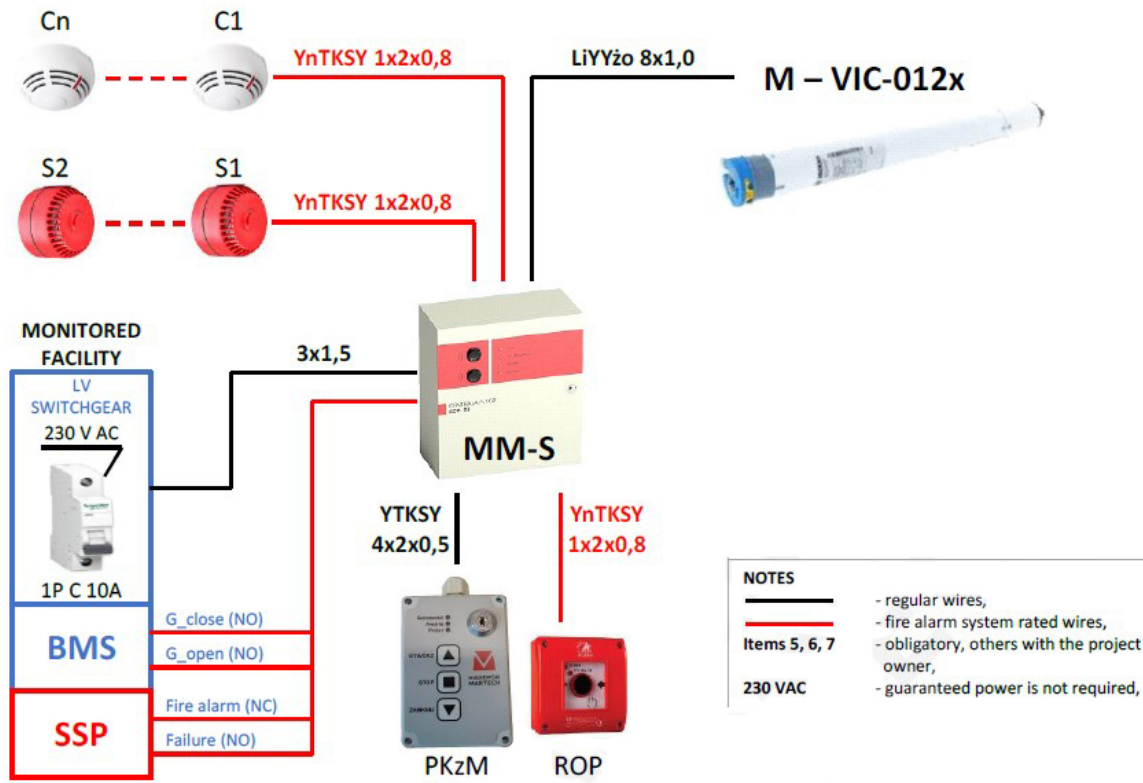 Cn
C1
YnTKSY 1x2x0,8
LiYYżo 8x1,0
M – VIC-012x
S2
S1
YnTKSY 1x2x0,8
MONITORED
FACILITY
LV
SWITCHGEAR
230 V AC
1P C 10A
3x1,5
MM-S
YTKSY
4x2x0,5
YnTKSY
1x2x0,8
BMS
G_close (NO)
G_open (NO)
SSP
Fire alarm (NC)
Failure (NO)
STOP
ZAMKNIJ
PKzM
ROP
NOTES
- regular wires,
- fire alarm system rated wires,
Items 5, 6, 7 - obligatory, others with the project
owner,
230 VAC - guaranteed power is not required,